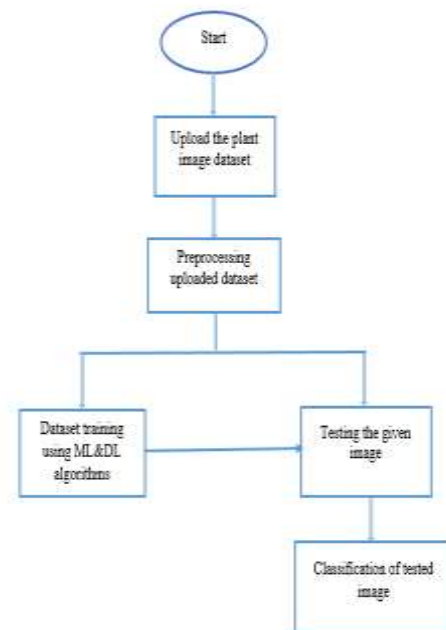 Start
Upload the plant
image dataset
Preprocessing
uploaded dataset
Dataset training
using ML&DL
algorithms
Testing the given
image
Classification of tested
image